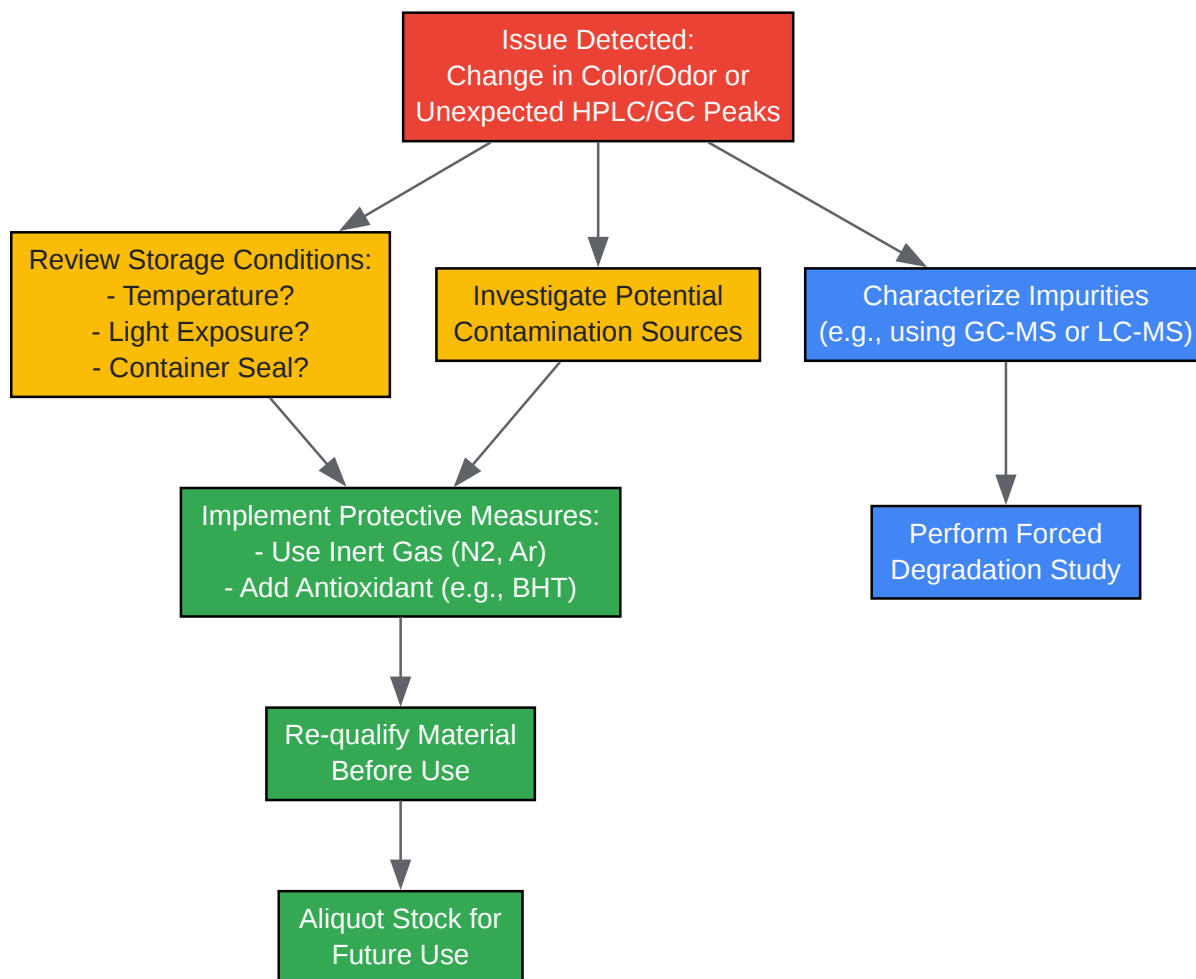 Issue Detected:
Change in Color/Odor or
Unexpected HPLC/GC Peaks
Review Storage Conditions:
- Temperature?
- Light Exposure?
- Container Seal?
Investigate Potential
Contamination Sources
Characterize Impurities
(e.g., using GC-MS or LC-MS)
Implement Protective Measures:
- Use Inert Gas (N2, Ar)
- Add Antioxidant (e.g., BHT)
Perform Forced
Degradation Study
Re-qualify Material
Before Use
Aliquot Stock for
Future Use